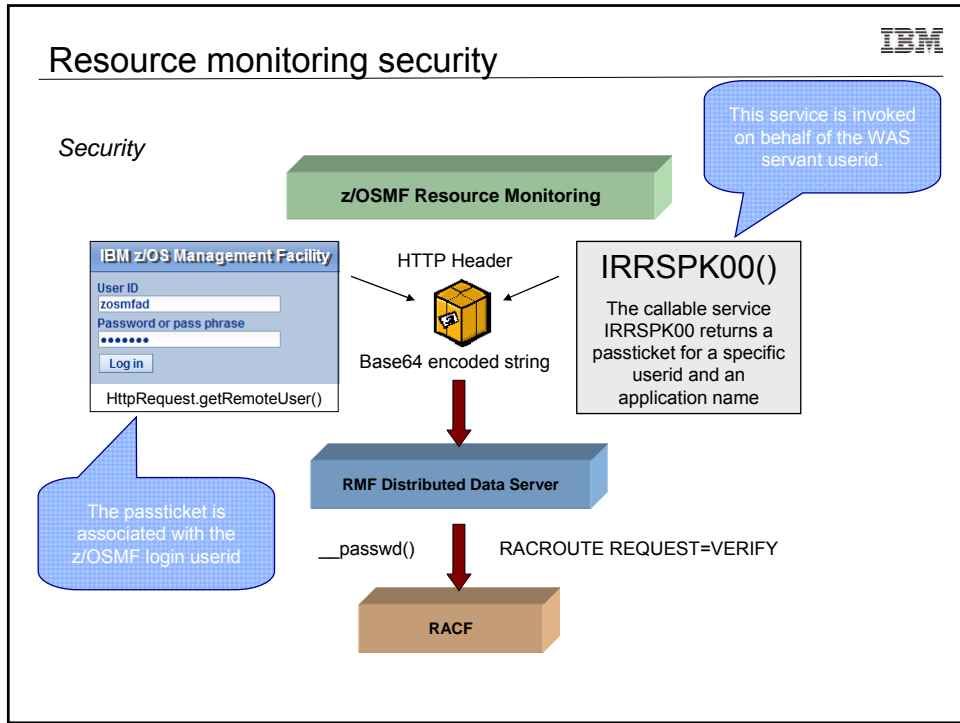 IBM
Resource monitoring security
This service is invoked
on behalf of the WAS
servant userid.
Security
z/OSMF Resource Monitoring
IBM z/OS Management Facility
User ID
zosmfad
Password or pass phrase
•••••••
Log in
HttpRequest.getRemoteUser()
HTTP Header
Base64 encoded string
IRRSPK00()
The callable service
IRRSPK00 returns a
passticket for a specific
userid and an
application name
RMF Distributed Data Server
The passticket is
associated with the
z/OSMF login userid
__passwd()
RACROUTE REQUEST=VERIFY
RACF